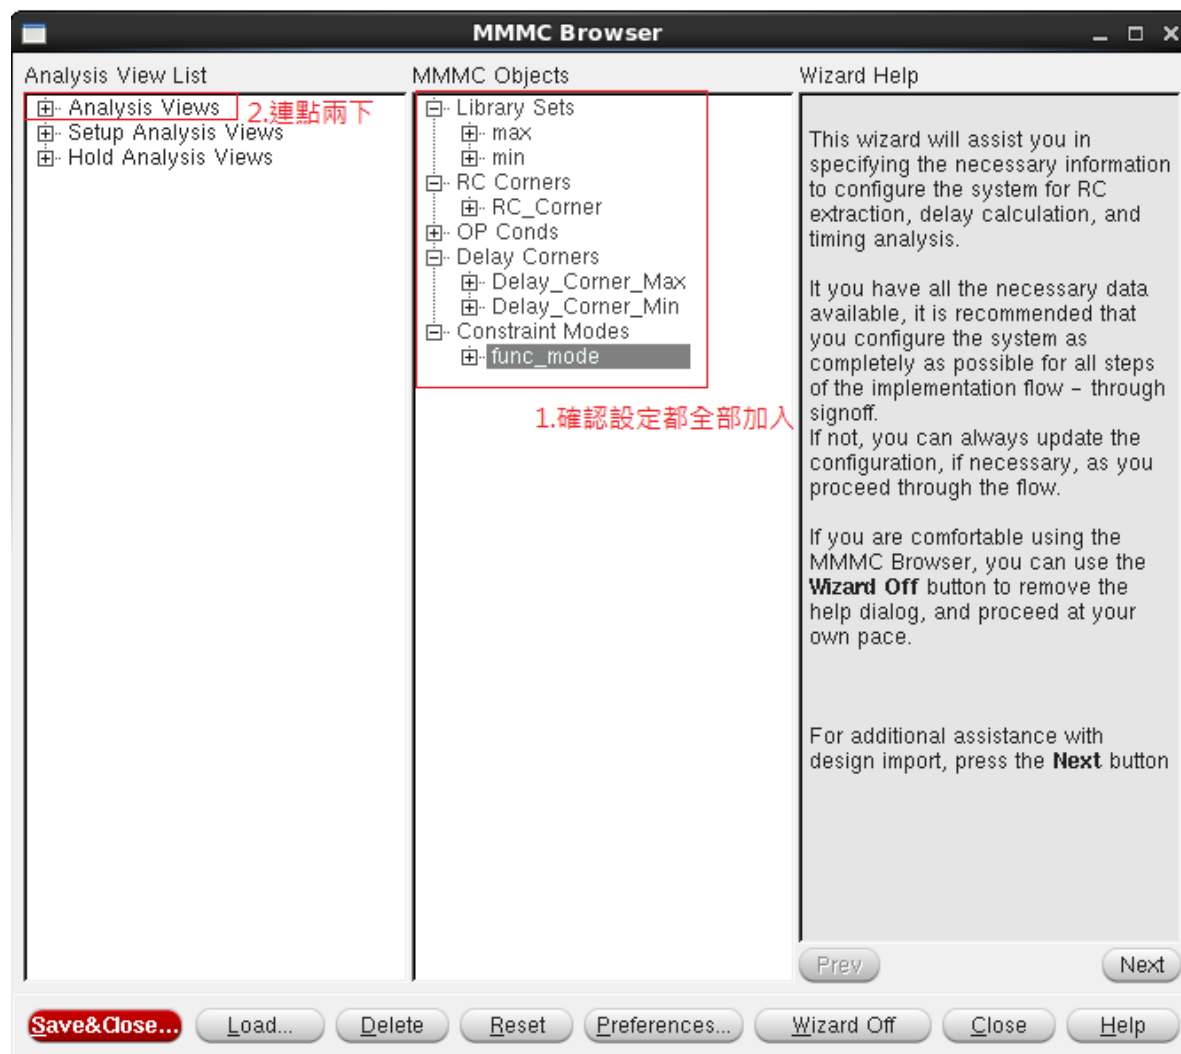 MMMC Browser
Analysis View List
Analysis Views
2.連點兩下
Setup Analysis Views
Hold Analysis Views
MMMC Objects
Library Sets
max
min
RC Corners
RC_Corner
OP Conds
Delay Corners
Delay_Corner_Max
Delay_Corner_Min
Constraint Modes
func_mode
1.確認設定都全部加入
Wizard Help
This wizard will assist you in
specifying the necessary information
to configure the system for RC
extraction, delay calculation, and
timing analysis.
It you have all the necessary data
available, it is recommended that
you configure the system as
completely as possible for all steps
of the implementation flow – through
signoff.
If not, you can always update the
configuration, if necessary, as you
proceed through the flow.
If you are comfortable using the
MMMC Browser, you can use the
Wizard Off button to remove the
help dialog, and proceed at your
own pace.
For additional assistance with
design import, press the Next button
Prev
Next
Save&Close...
Load...
Delete
Reset
Preferences...
Wizard Off
Close
Help